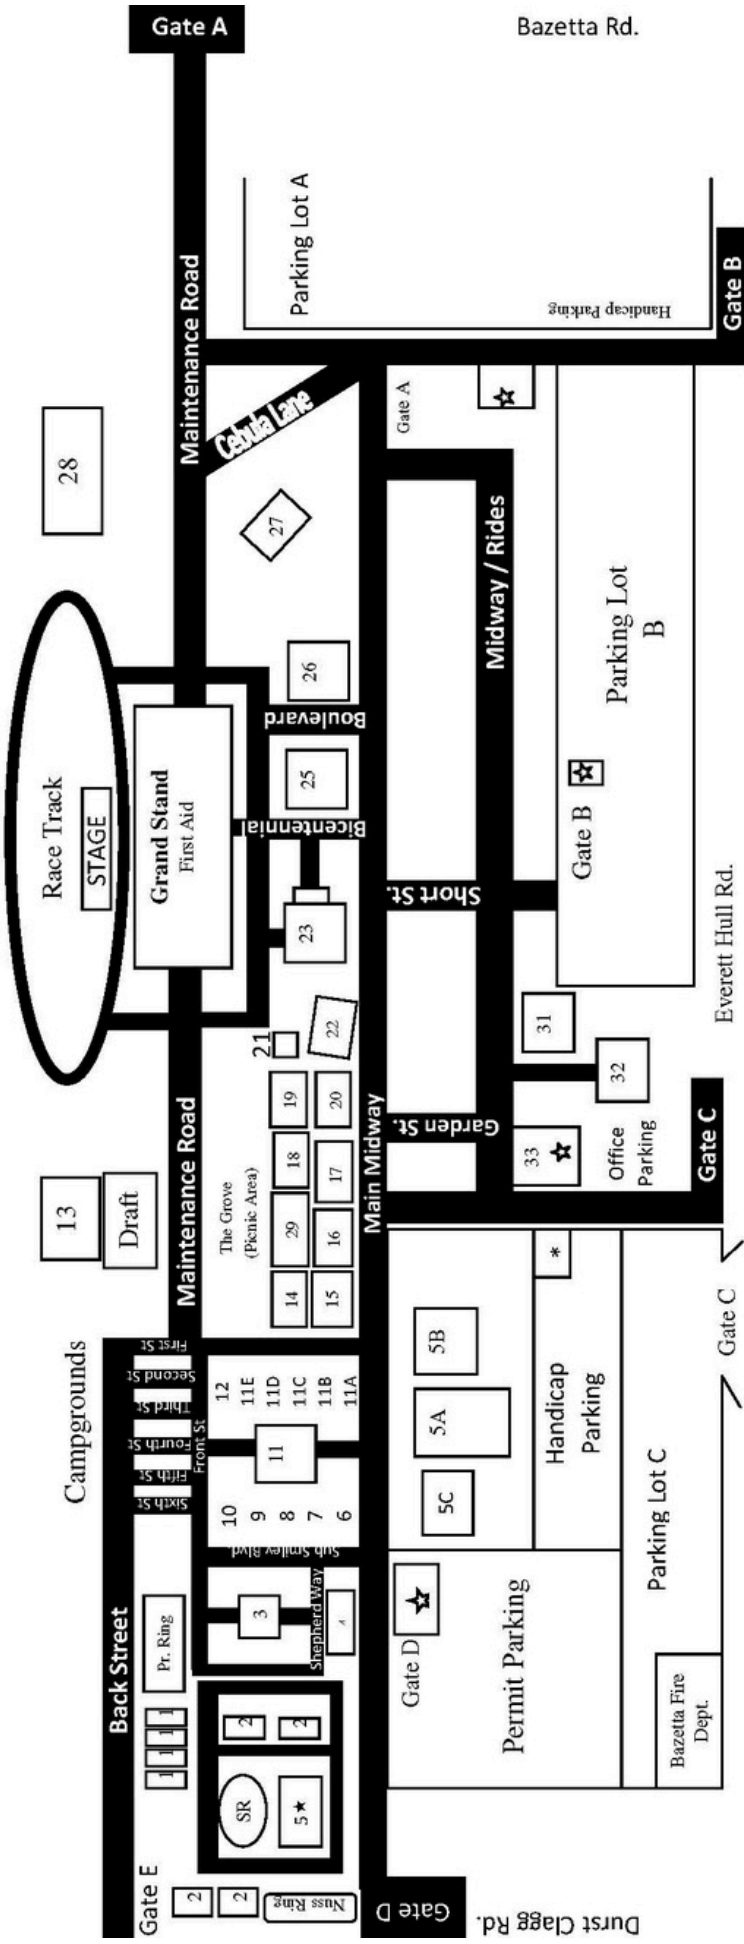 Gate A
Bazetta Rd.
Parking Lot A
Handicap Parking
Gate B
Maintenance Road
Cebula Lane
28
27
Gate A
Midway / Rides
Parking Lot
B
Gate B
Race Track
STAGE
Grand Stand
First Aid
26
Boulevard
25
Bicentennial
23
Short St.
Everett Hull Rd.
22
21
31
32
19
20
18
17
29
16
14
15
Garden St.
33
Office
Parking
Gate C
Main Midway
The Grove
(Picnic Area)
13
Draft
Maintenance Road
Campgrounds
First St
Second St
Third St
Fourth St
Fifth St
Sixth St
Front St
12
11E
11D
11C
11B
11A
11
10
9
8
7
6
5B
5A
5C
*
Handicap
Parking
Gate C
Parking Lot C
Sub Smiley Blvd
Shepherd Way
3
Back Street
Pr. Ring
1
1
1
1
2
2
SR
5
Gate D
Permit Parking
Bazetta Fire
Dept.
Gate E
2
2
Nuss Ring
Gate D
Durst Clagg Rd.